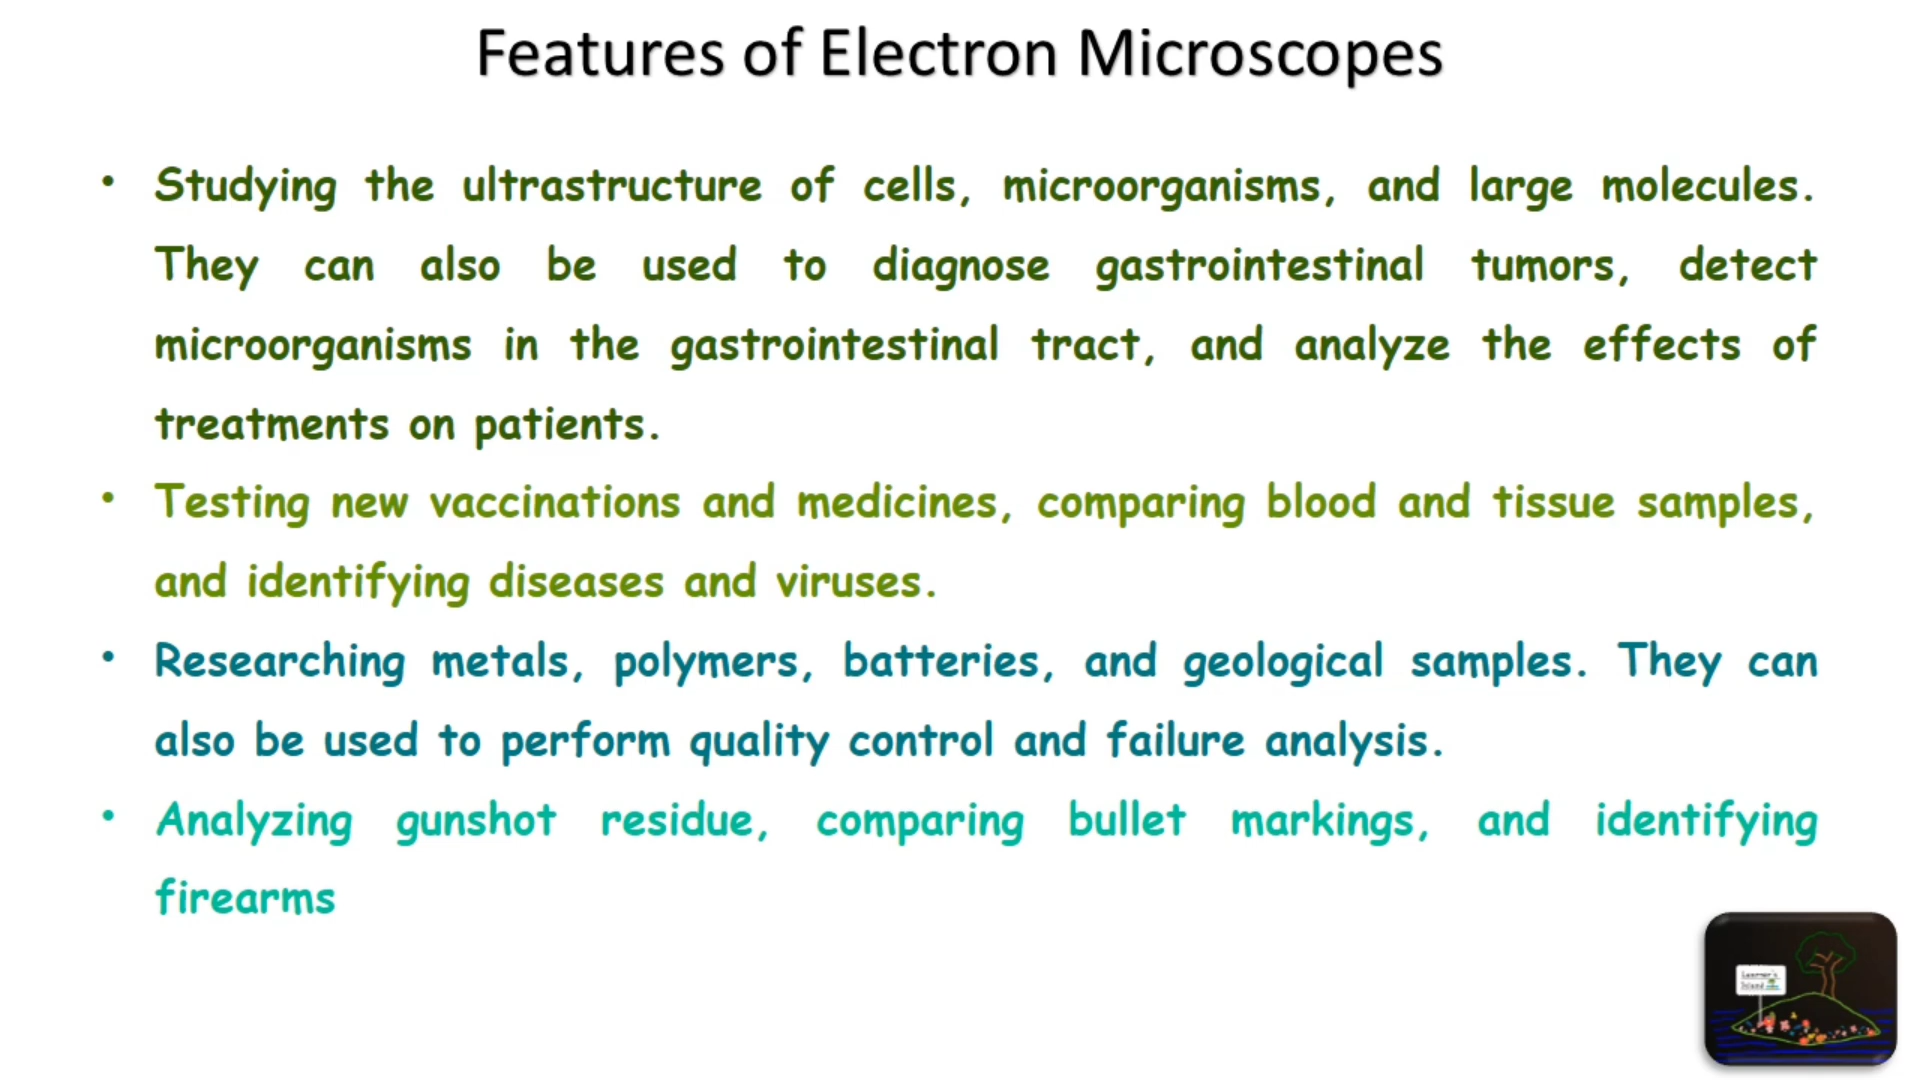 Features of Electron Microscopes
• Studying the ultrastructure of cells, microorganisms, and large molecules.
They can also be used to diagnose gastrointestinal tumors, detect
microorganisms in the gastrointestinal tract, and analyze the effects of
treatments on patients.
• Testing new vaccinations and medicines, comparing blood and tissue samples,
and identifying diseases and viruses.
• Researching metals, polymers, batteries, and geological samples. They can
also be used to perform quality control and failure analysis.
• Analyzing gunshot residue, comparing bullet markings, and identifying
firearms
Learner's
Island